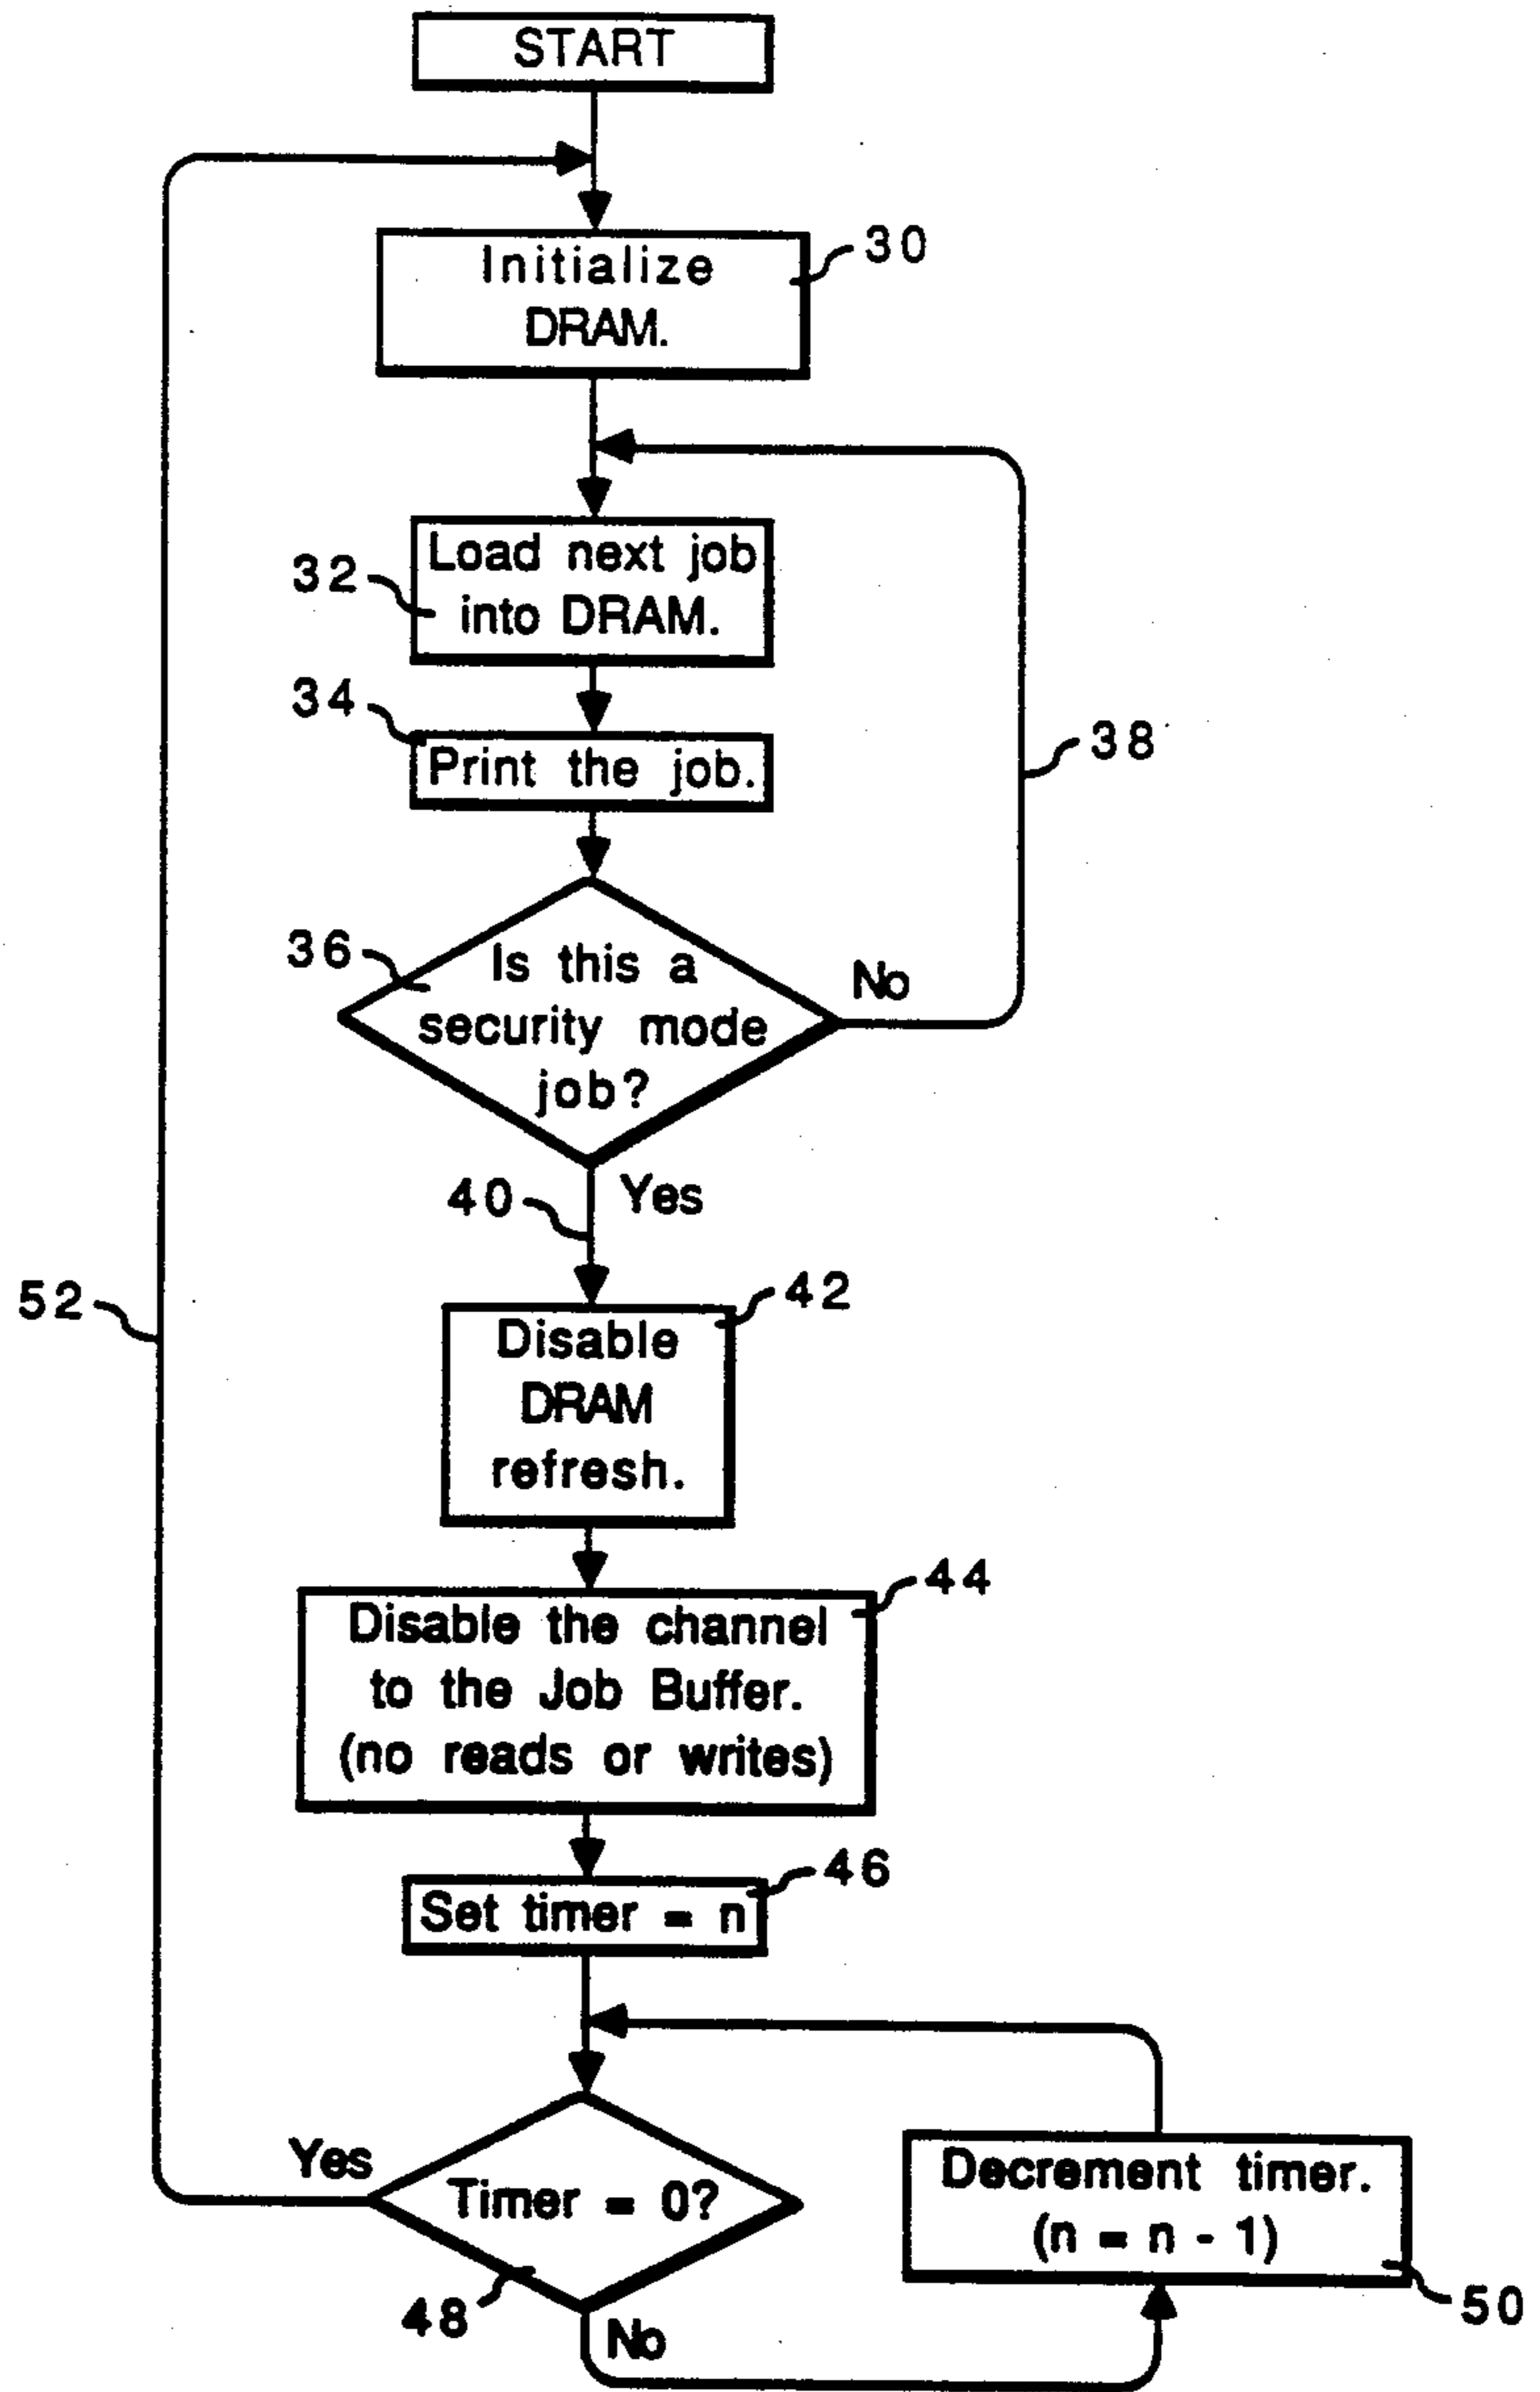 START
30
Initialize
DRAM.
32
Load next job
into DRAM.
34
Print the job.
38
36
Is this a
security mode
job?
No
40
Yes
52
42
Disable
DRAM
refresh.
44
Disable the channel
to the Job Buffer.
(no reads or writes)
46
Set timer = n
Yes
Timer = 0?
48
No
Decrement timer.
(n = n - 1)
50